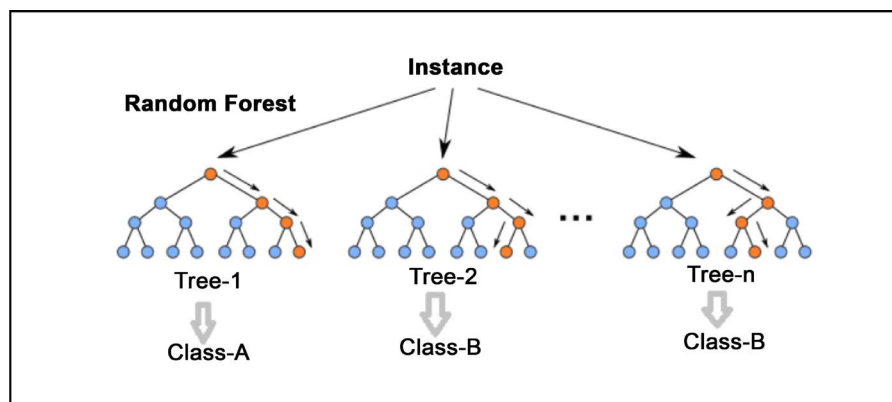 Instance
Random Forest
...
Tree-1
Tree-2
Tree-n
Class-A
Class-B
Class-B